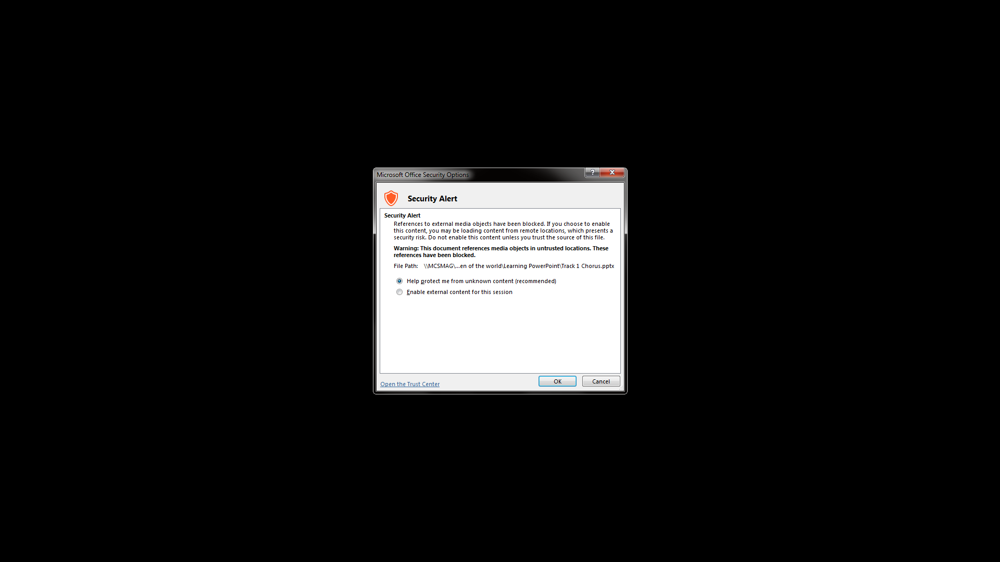 Microsoft Office Security Options
?
Security Alert
Security Alert
References to external media objects have been blocked. If you choose to enable
this content, you may be loading content from remote locations, which presents a
security risk. Do not enable this content unless you trust the source of this file.
Warning: This document references media objects in untrusted locations. These
references have been blocked.
File Path: \\MCSMAG\...en of the world\Learning PowerPoint\Track 1 Chorus.pptx
Help protect me from unknown content (recommended)
Enable external content for this session
Open the Trust Center
OK
Cancel